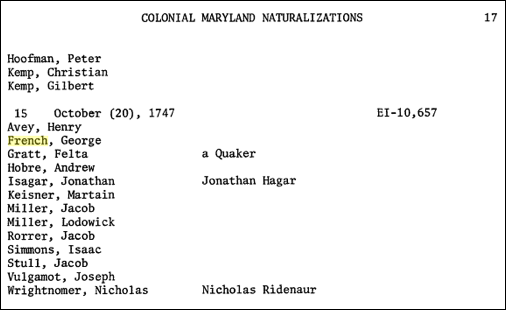 COLONIAL MARYLAND NATURALIZATIONS 17
Hoofman, Peter
Kemp, Christian
Kemp, Gilbert
15 October (20), 1747 EI-10,657
Avey, Henry
French, George
Gratt, Felta a Quaker
Hobre, Andrew
Isagar, Jonathan Jonathan Hagar
Keisner, Martain
Miller, Jacob
Miller, Lodowick
Rorrer, Jacob
Simmons, Isaac
Stull, Jacob
Vulgamot, Joseph
Wrightnomer, Nicholas Nicholas Ridenaur